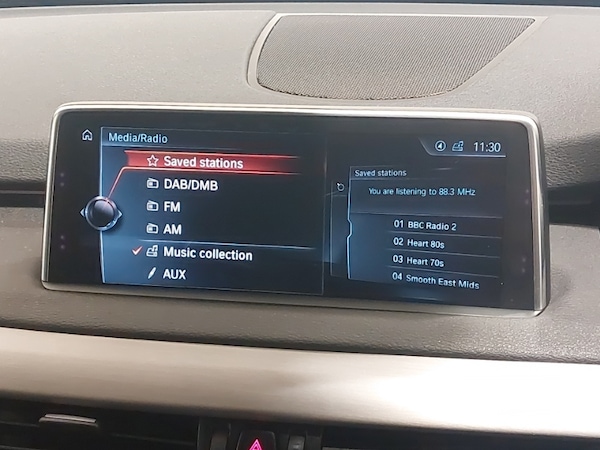 Media/Radio
11:30
Saved stations
DAB/DMB
FM
AM
Music collection
AUX
Saved stations
You are listening to 88.3 MHz
01 BBC Radio 2
02 Heart 80s
03 Heart 70s
04 Smooth East Mids